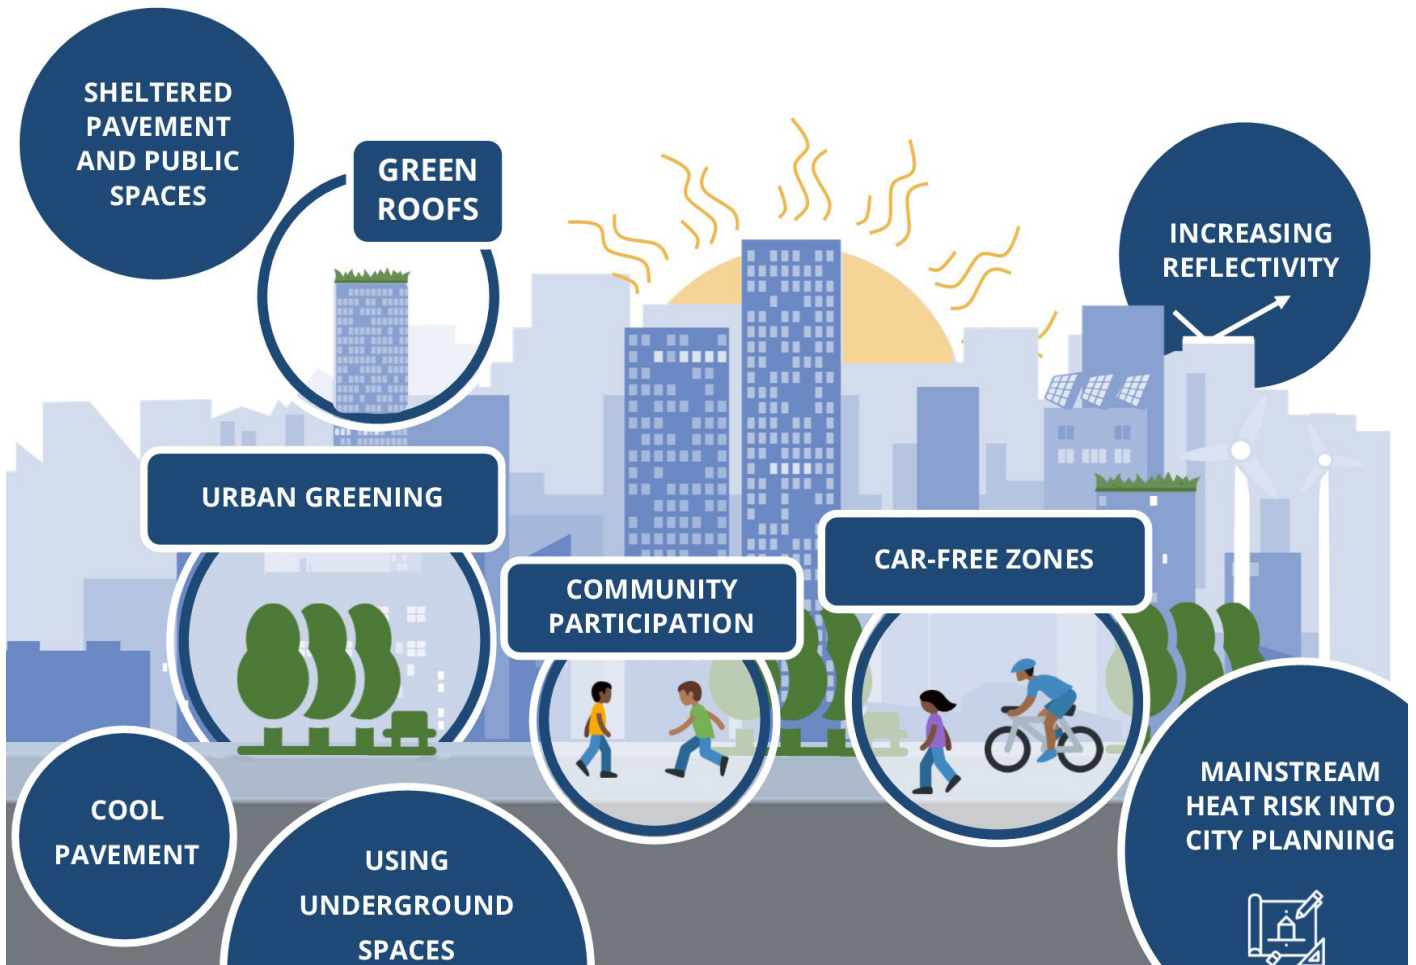 SHELTERED
PAVEMENT
AND PUBLIC
SPACES
GREEN
ROOFS
INCREASING
REFLECTIVITY
URBAN GREENING
COMMUNITY
PARTICIPATION
CAR-FREE ZONES
COOL
PAVEMENT
USING
UNDERGROUND
SPACES
MAINSTREAM
HEAT RISK INTO
CITY PLANNING